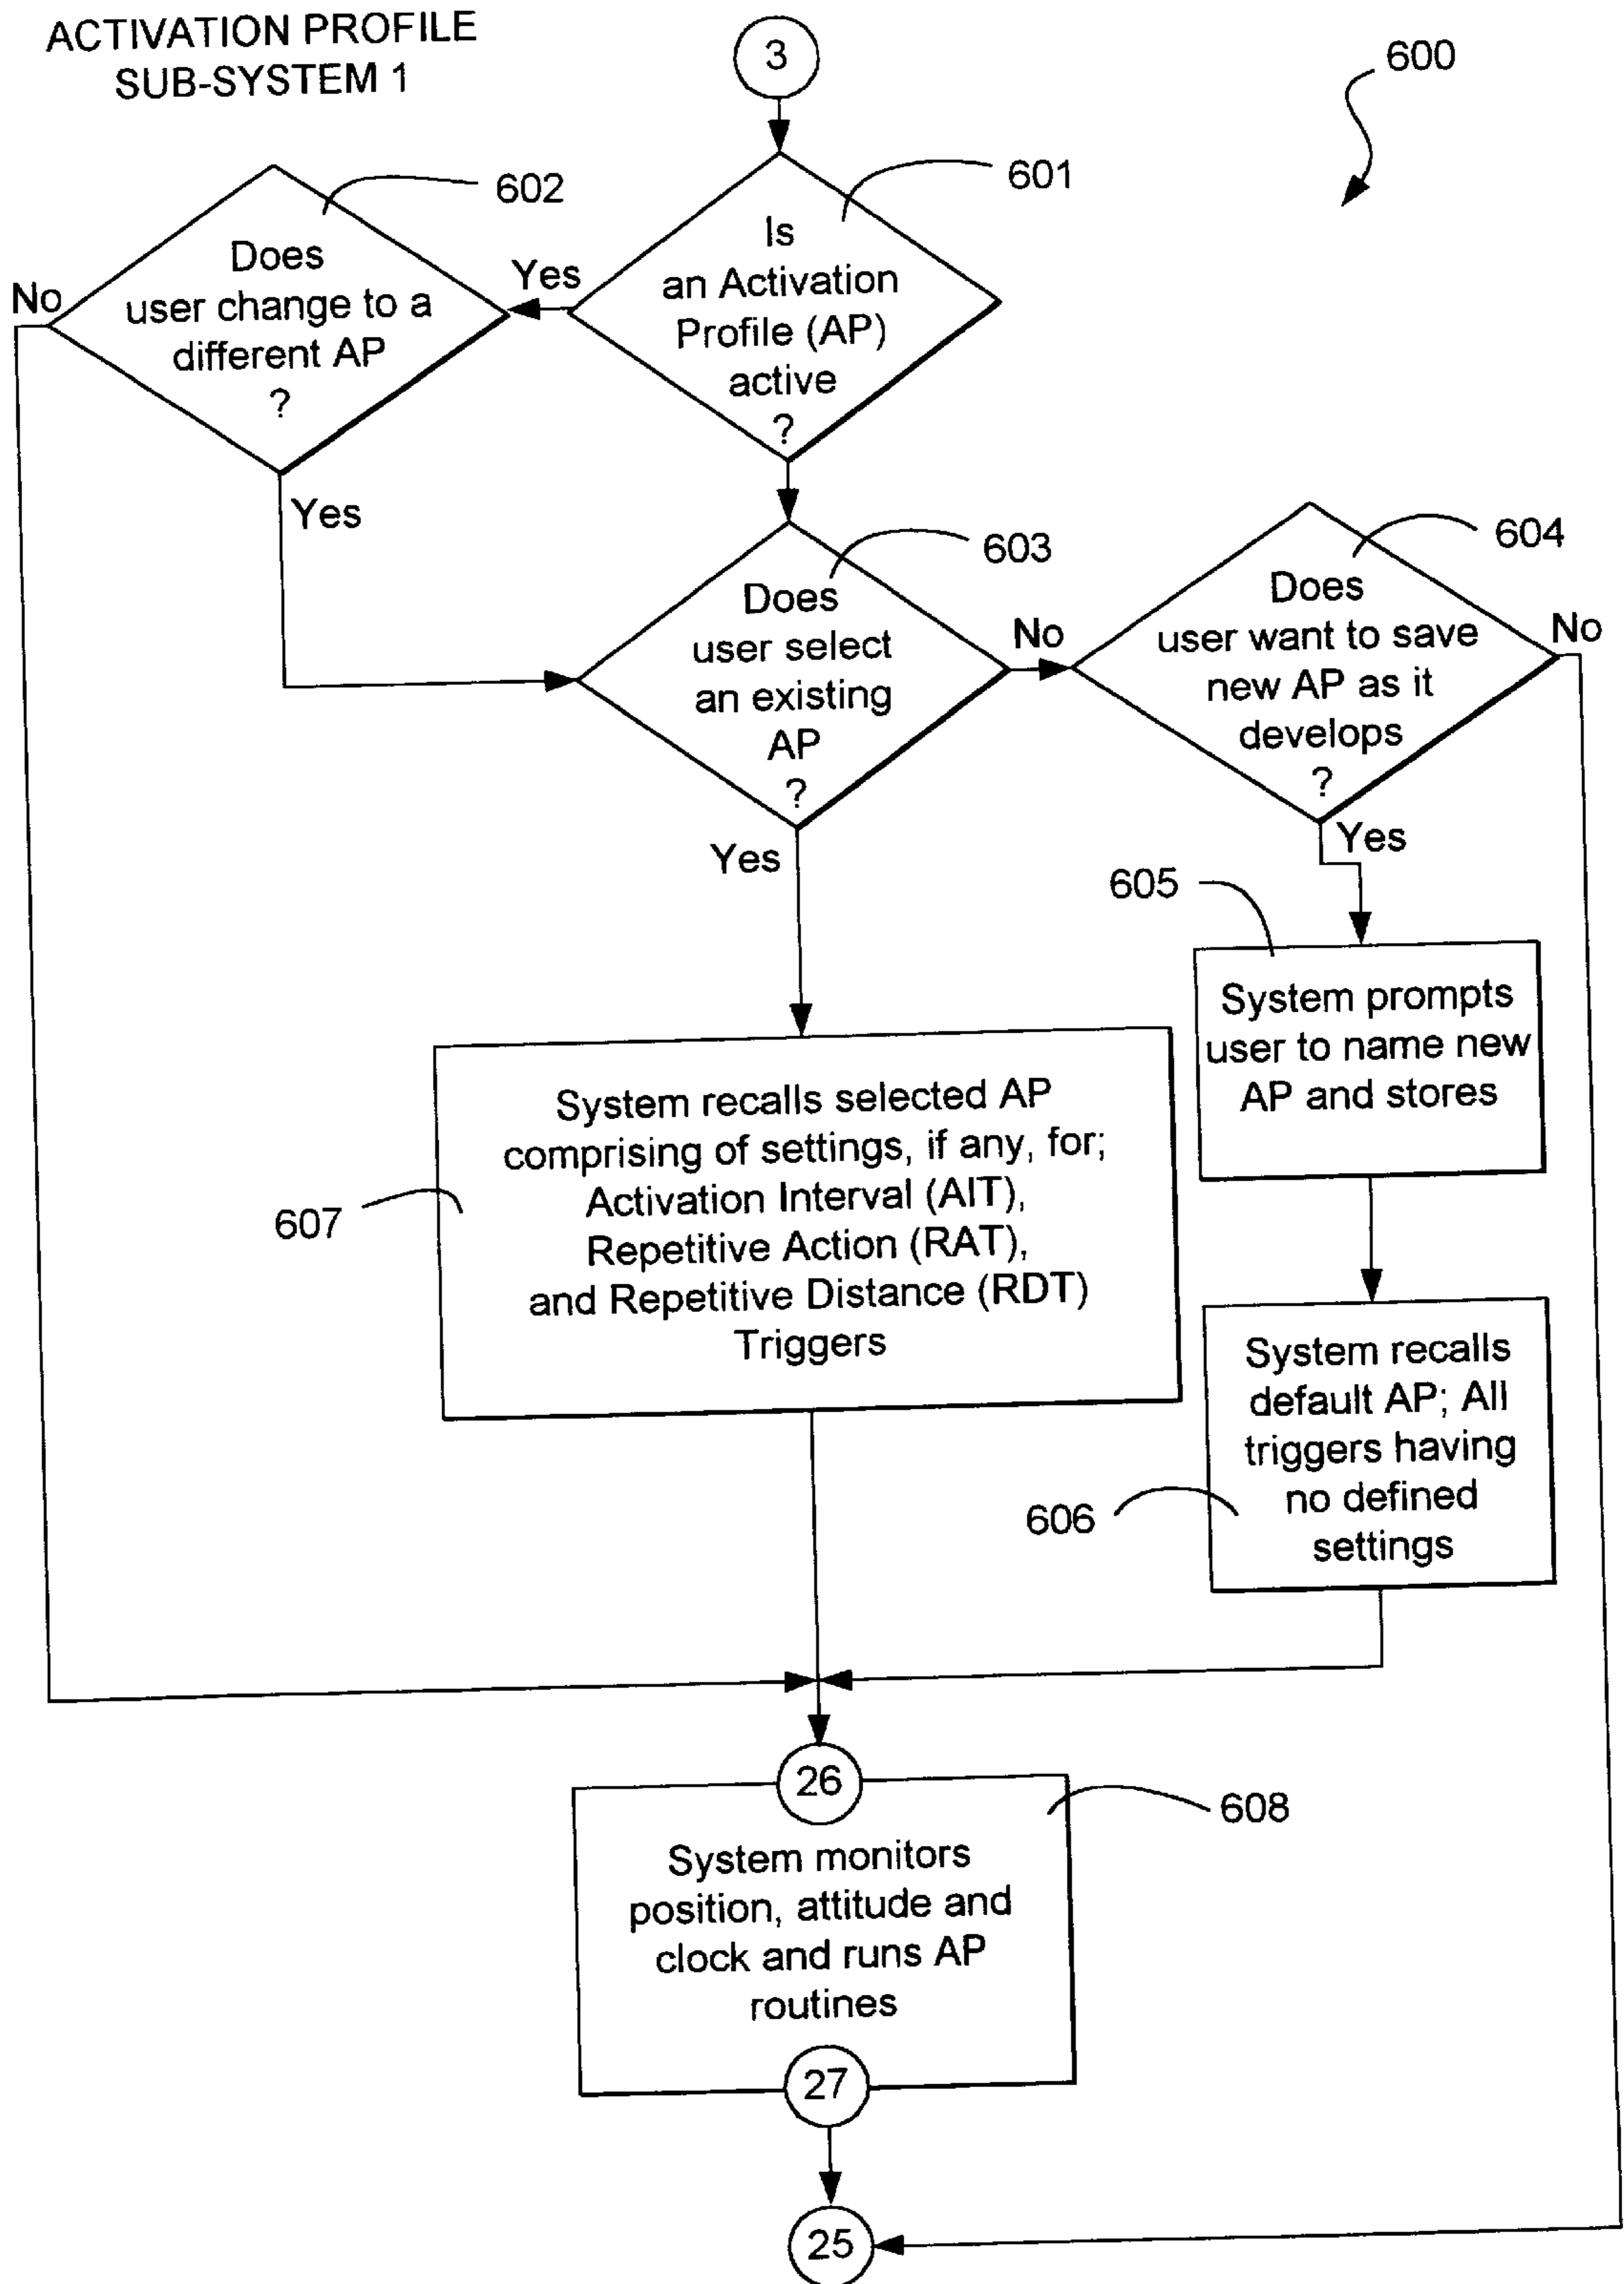 ACTIVATION PROFILE
SUB-SYSTEM 1
3
600
601
602
Is
an Activation
Profile (AP)
active
?
Yes
Does
user change to a
different AP
?
No
Yes
603
Does
user select
an existing
AP
?
No
Yes
604
Does
user want to save
new AP as it
develops
?
No
Yes
605
System prompts
user to name new
AP and stores
607
System recalls selected AP
comprising of settings, if any, for;
Activation Interval (AIT),
Repetitive Action (RAT),
and Repetitive Distance (RDT)
Triggers
606
System recalls
default AP; All
triggers having
no defined
settings
26
608
System monitors
position, attitude and
clock and runs AP
routines
27
25